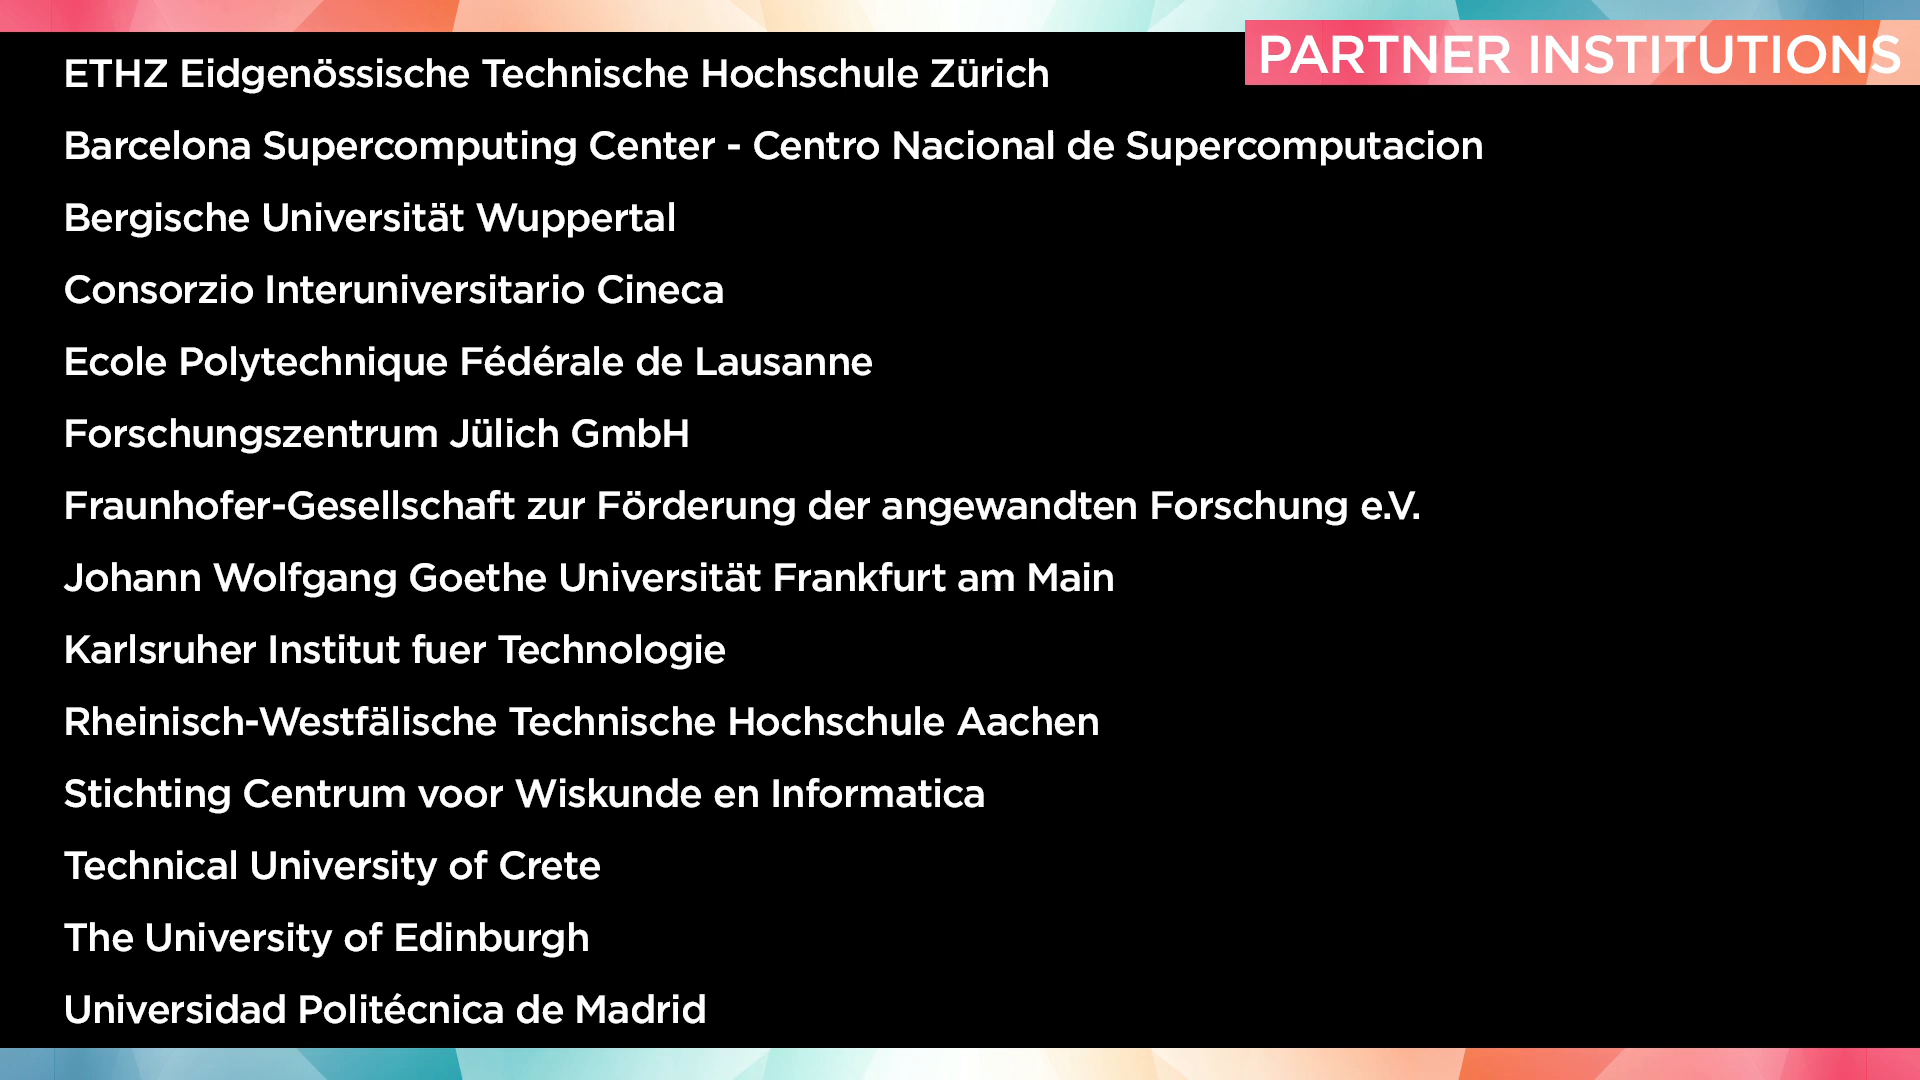 PARTNER INSTITUTIONS
ETHZ Eidgenössische Technische Hochschule Zürich
Barcelona Supercomputing Center - Centro Nacional de Supercomputacion
Bergische Universität Wuppertal
Consorzio Interuniversitario Cineca
Ecole Polytechnique Fédérale de Lausanne
Forschungszentrum Jülich GmbH
Fraunhofer-Gesellschaft zur Förderung der angewandten Forschung e.V.
Johann Wolfgang Goethe Universität Frankfurt am Main
Karlsruher Institut fuer Technologie
Rheinisch-Westfälische Technische Hochschule Aachen
Stichting Centrum voor Wiskunde en Informatica
Technical University of Crete
The University of Edinburgh
Universidad Politécnica de Madrid